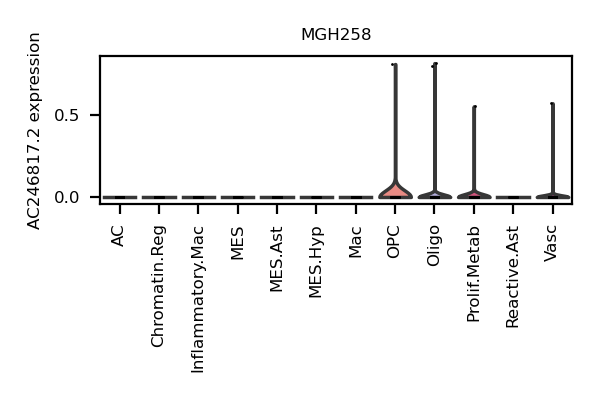 MGH258
AC246817.2 expression
0.5
0.0
AC
Chromatin.Reg
Inflammatory.Mac
MES
MES.Ast
MES.Hyp
Mac
OPC
Oligo
Prolif.Metab
Reactive.Ast
Vasc